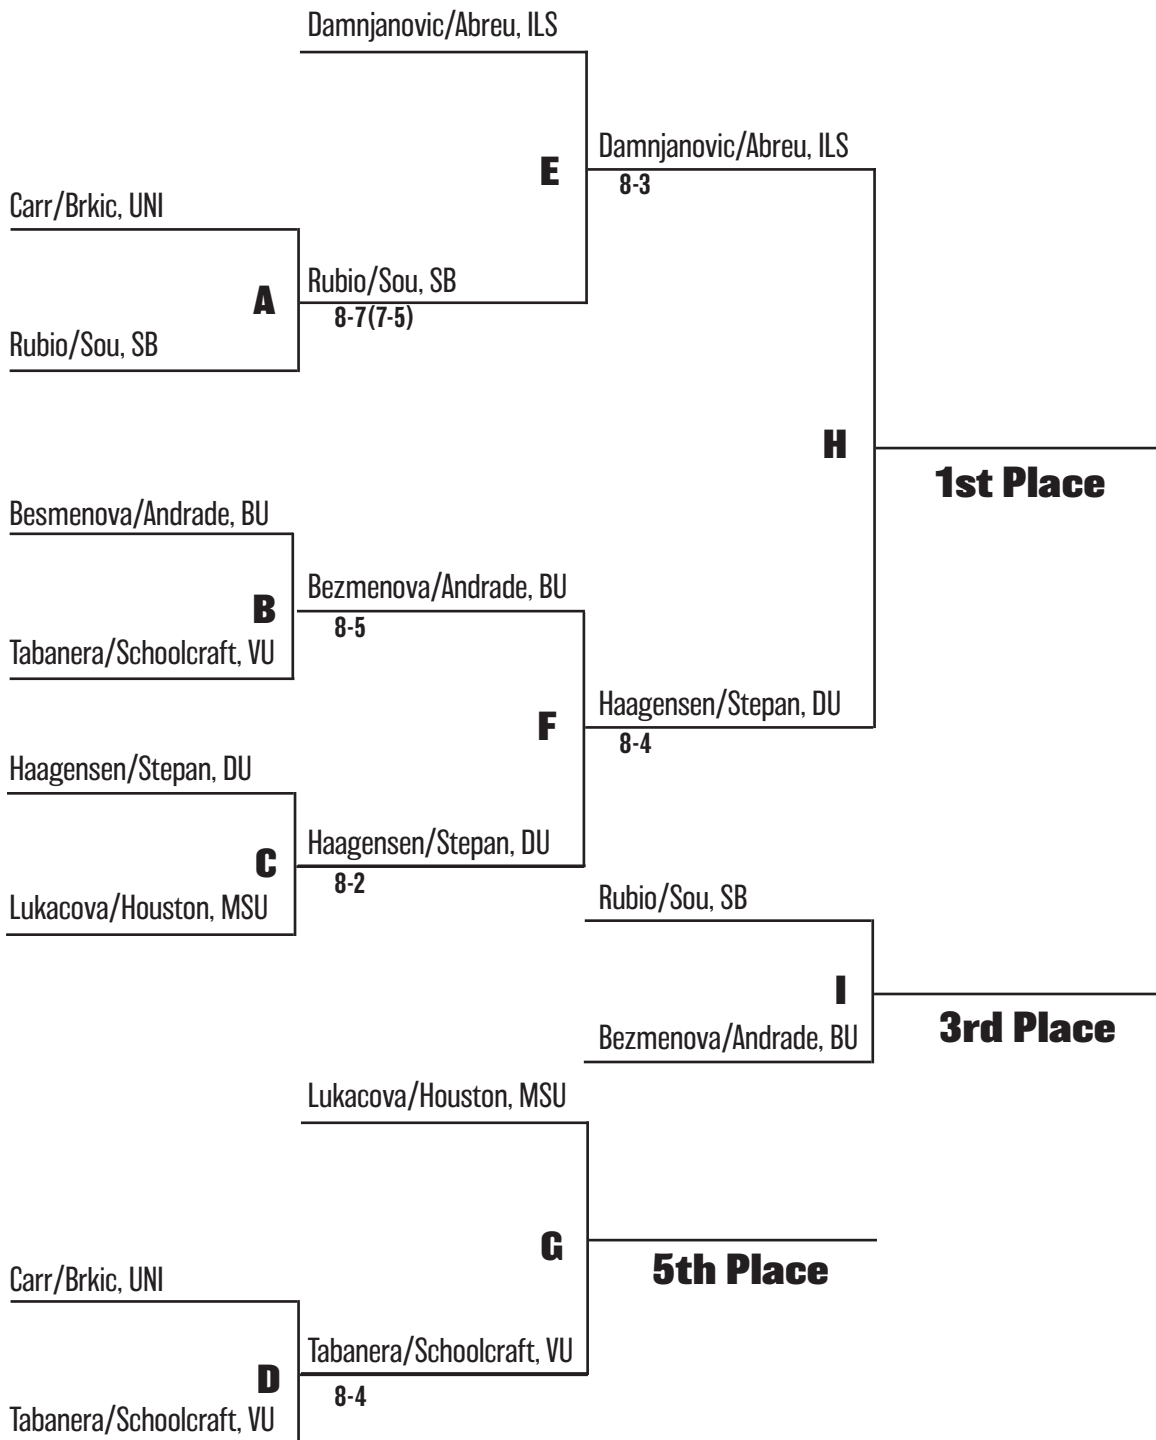 Damnjanovic/Abreu, ILS
E
Damnjanovic/Abreu, ILS
8-3
Carr/Brkic, UNI
A
Rubio/Sou, SB
8-7(7-5)
Rubio/Sou, SB
H
1st Place
Besmenova/Andrade, BU
B
Bezmenova/Andrade, BU
8-5
Tabanera/Schoolcraft, VU
F
Haagensen/Stepan, DU
8-4
Haagensen/Stepan, DU
C
Haagensen/Stepan, DU
8-2
Lukacova/Houston, MSU
Rubio/Sou, SB
I
3rd Place
Bezmenova/Andrade, BU
Lukacova/Houston, MSU
G
5th Place
Carr/Brkic, UNI
D
Tabanera/Schoolcraft, VU
8-4
Tabanera/Schoolcraft, VU